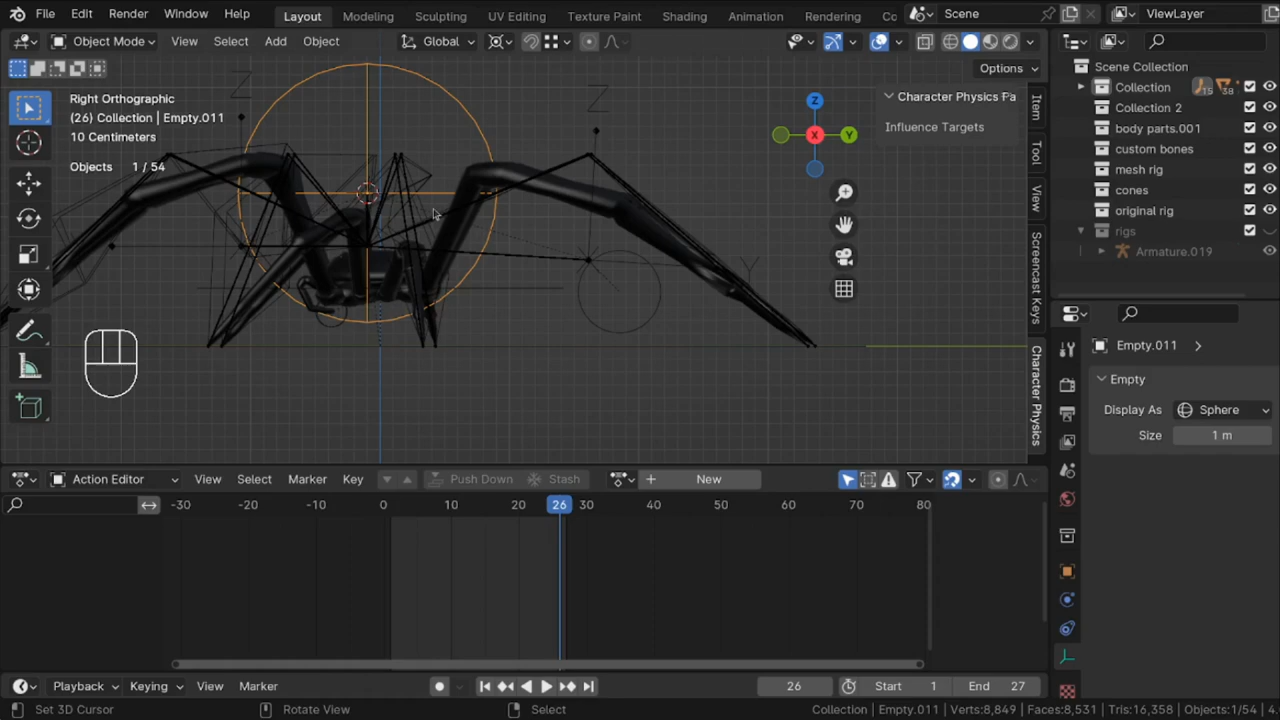 File Edit Render Window Help Layout Modeling Sculpting UV Editing Texture Paint Shading Animation Rendering Co Scene ViewLayer
Object Mode View Select Add Object Global
Options
Right Orthographic
(26) Collection | Empty.011
10 Centimeters
Objects 1 / 54
Z
Z
Y
Z
X
Y
Character Physics Pa
Influence Targets
Item
Tool
View
Screencast Keys
Character Physics
Scene Collection
Collection 15 38
Collection 2
body parts.001
custom bones
mesh rig
cones
original rig
rigs
Armature.019
Empty.011
Empty
Display As Sphere
Size 1 m
Action Editor View Select Marker Key Push Down Stash New
-30 -20 -10 0 10 20 26 30 40 50 60 70 80
Playback Keying View Marker 26 Start 1 End 27
Set 3D Cursor Rotate View Select Collection | Empty.011 | Verts:8,849 | Faces:8,531 | Tris:16,358 | Objects:1/54 | 4.